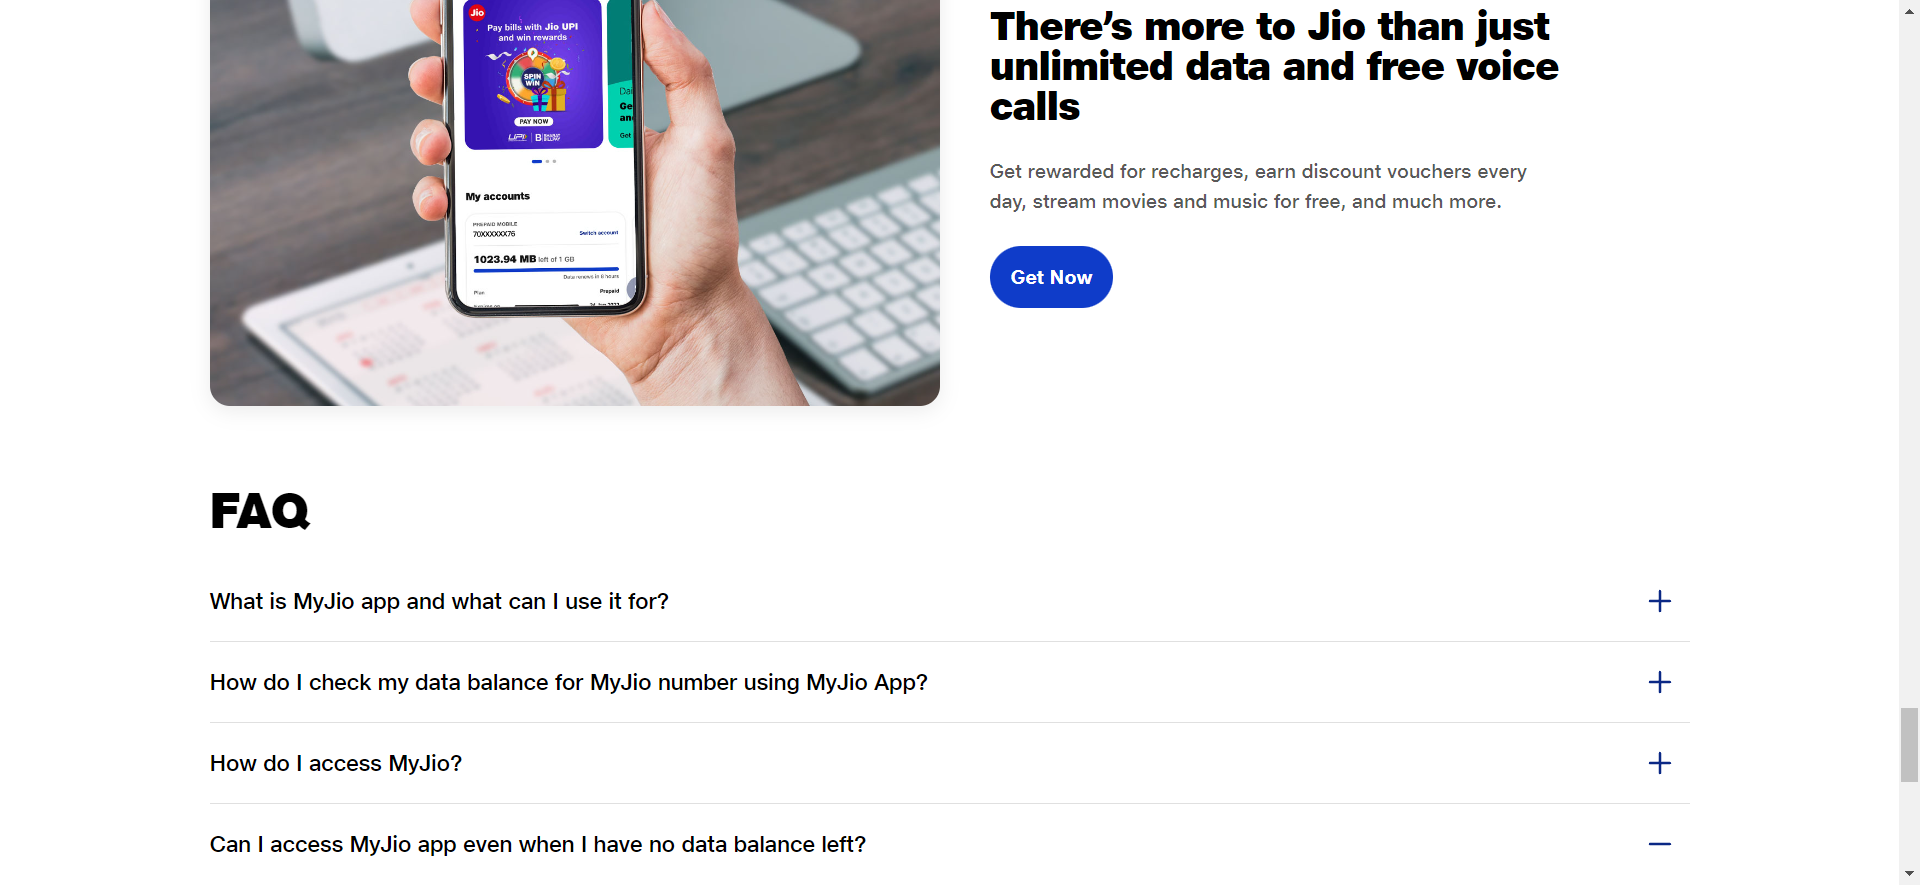 Jio
Pay bills with Jio UPI
and win rewards
SPIN
WIN
PAY NOW
UPI
My accounts
PREPAID MOBILE
70XXXXXX76
Switch account
1023.94 MB left of 1 GB
Data renews in 8 hours
Plan
Prepaid
There’s more to Jio than just
unlimited data and free voice
calls
Get rewarded for recharges, earn discount vouchers every
day, stream movies and music for free, and much more.
Get Now
FAQ
What is MyJio app and what can I use it for?
How do I check my data balance for MyJio number using MyJio App?
How do I access MyJio?
Can I access MyJio app even when I have no data balance left?